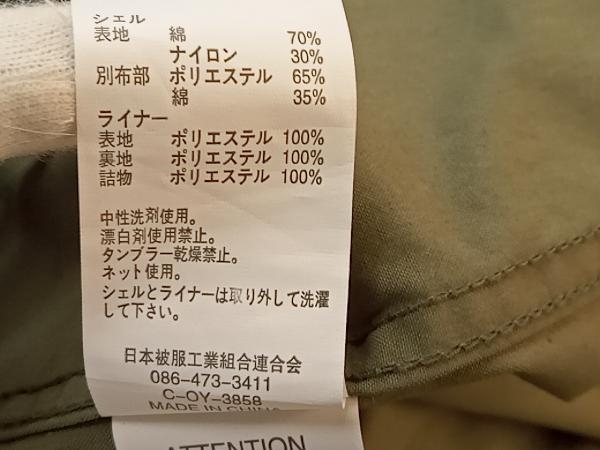 シェル
表地 綿 70%
ナイロン 30%
別布部 ポリエステル 65%
綿 35%
ライナー
表地 ポリエステル 100%
裏地 ポリエステル 100%
詰物 ポリエステル 100%
中性洗剤使用。
漂白剤使用禁止。
タンブラー乾燥禁止。
ネット使用。
シェルとライナーは取り外して洗濯
して下さい。
日本被服工業組合連合会
086-473-3411
C-OY-3858
MADE IN CHINA
ATTENTION